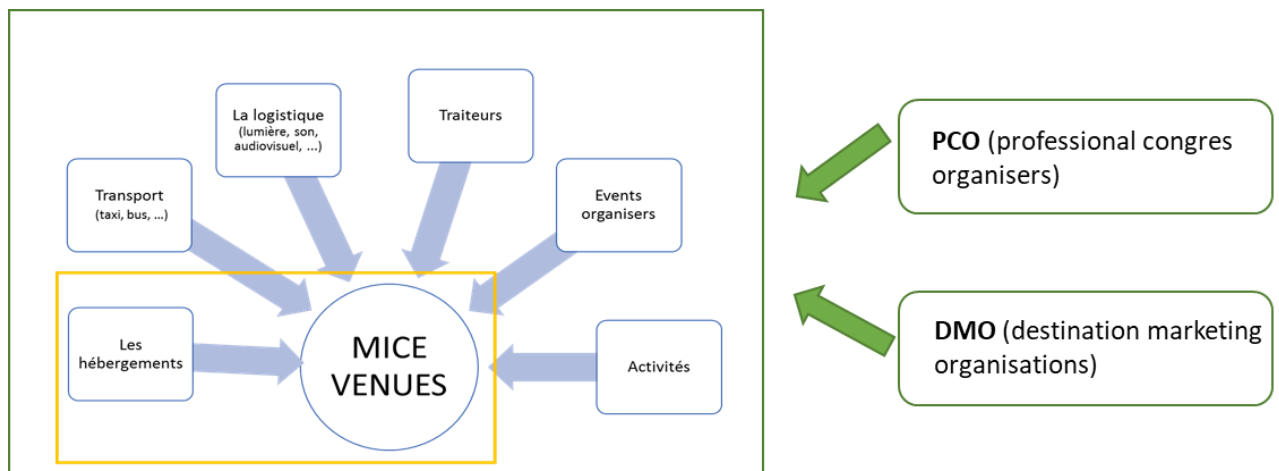 La logistique
(lumière, son,
audiovisuel, ...)
Traiteurs
Transport
(taxi, bus, ...)
Events
organisers
Les
hébergements
MICE
VENUES
Activités
PCO (professional congres
organisers)
DMO (destination marketing
organisations)